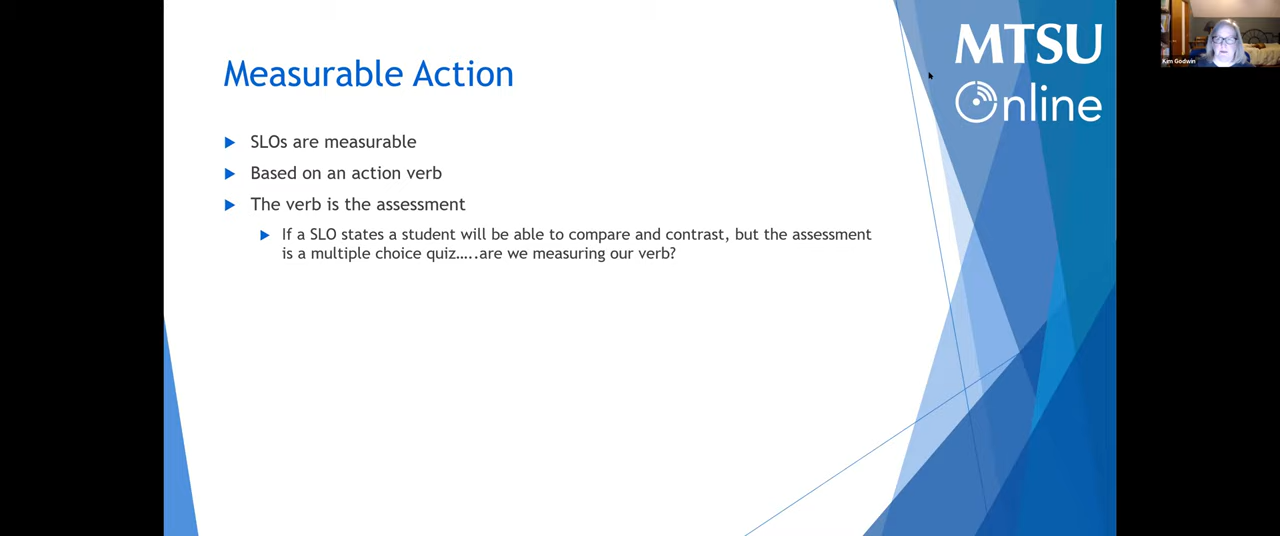 Measurable Action
SLOs are measurable
Based on an action verb
The verb is the assessment
If a SLO states a student will be able to compare and contrast, but the assessment
is a multiple choice quiz.....are we measuring our verb?
MTSU
Online
Kim Godwin